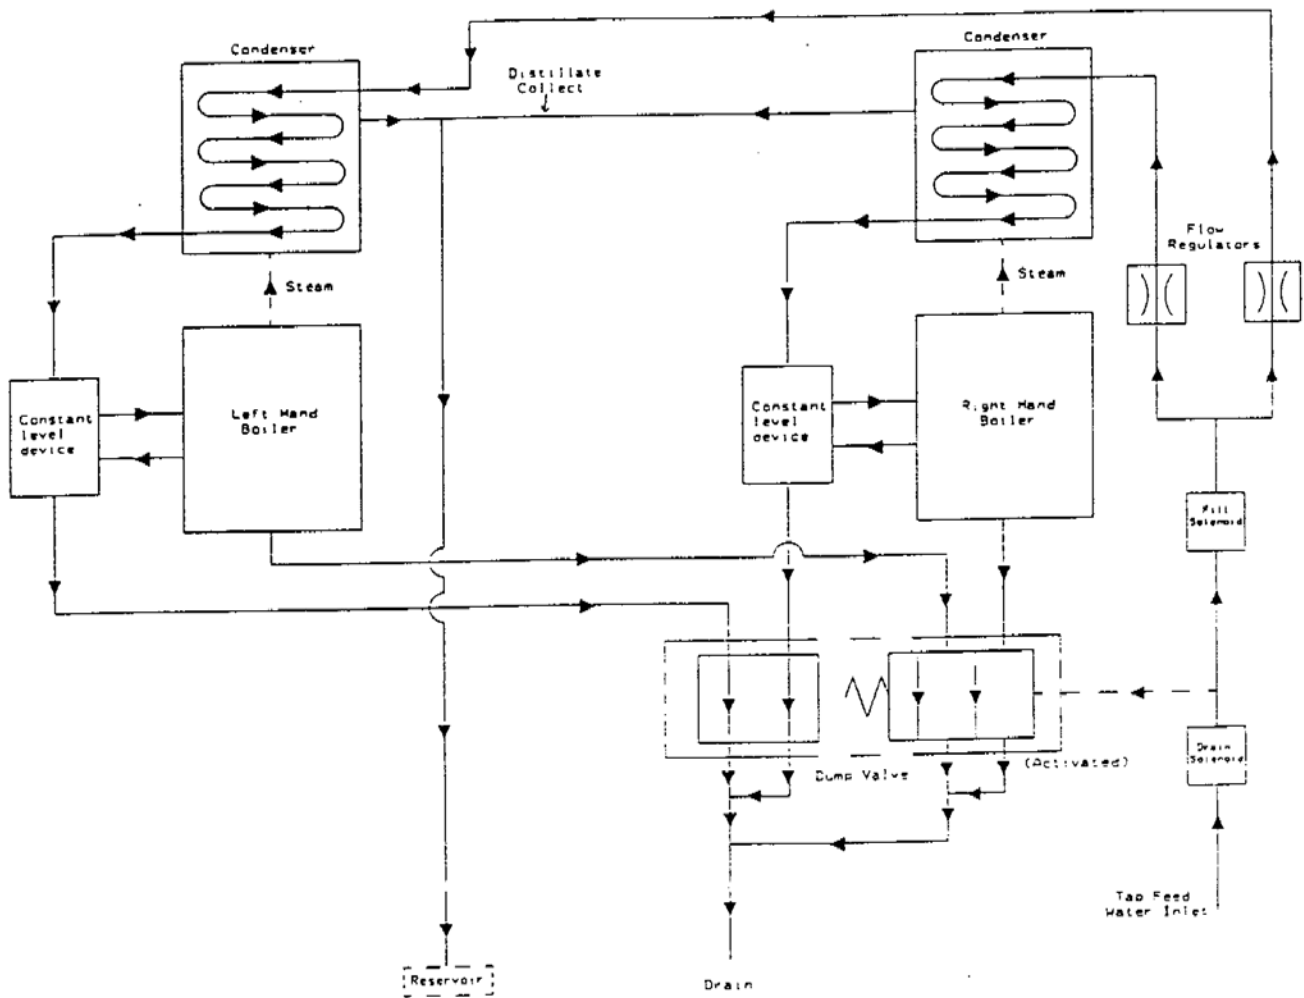 Condenser
Condenser
Distillate
Collect
Flow
Regulators
Steam
Steam
Constant
level
device
Left Hand
Boiler
Constant
level
device
Right Hand
Boiler
Fill
Solenoid
Drain
Solenoid
(Activated)
Dump Valve
Tap Feed
Water Inlet
Reservoir
Drain